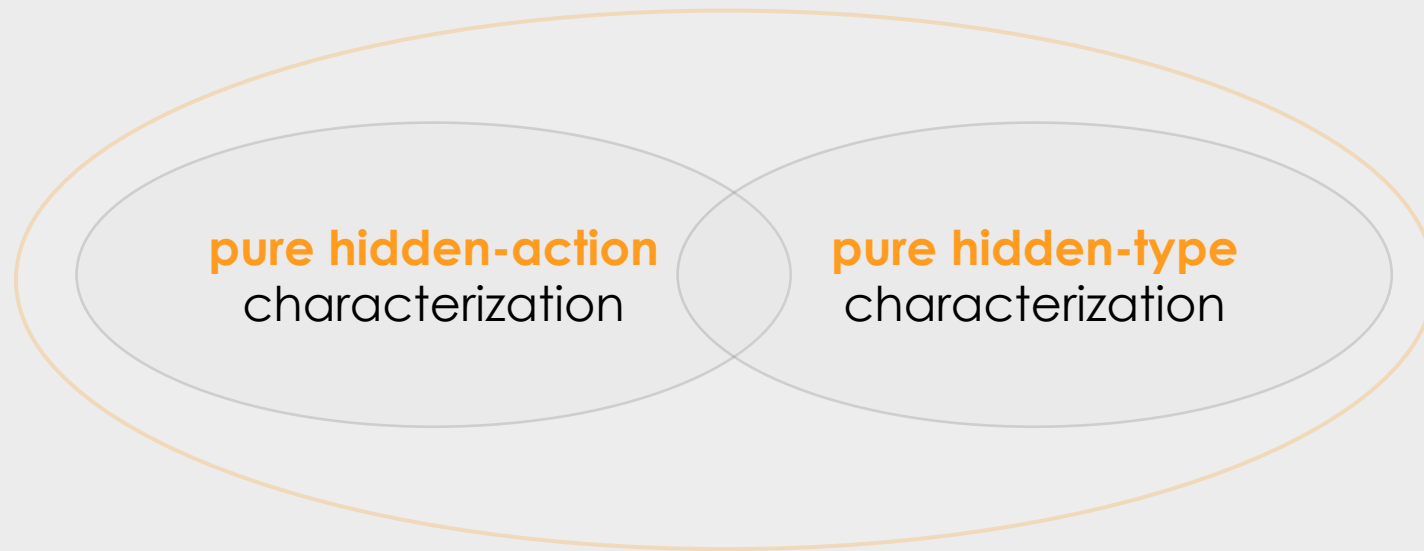 pure hidden-action
characterization
pure hidden-type
characterization